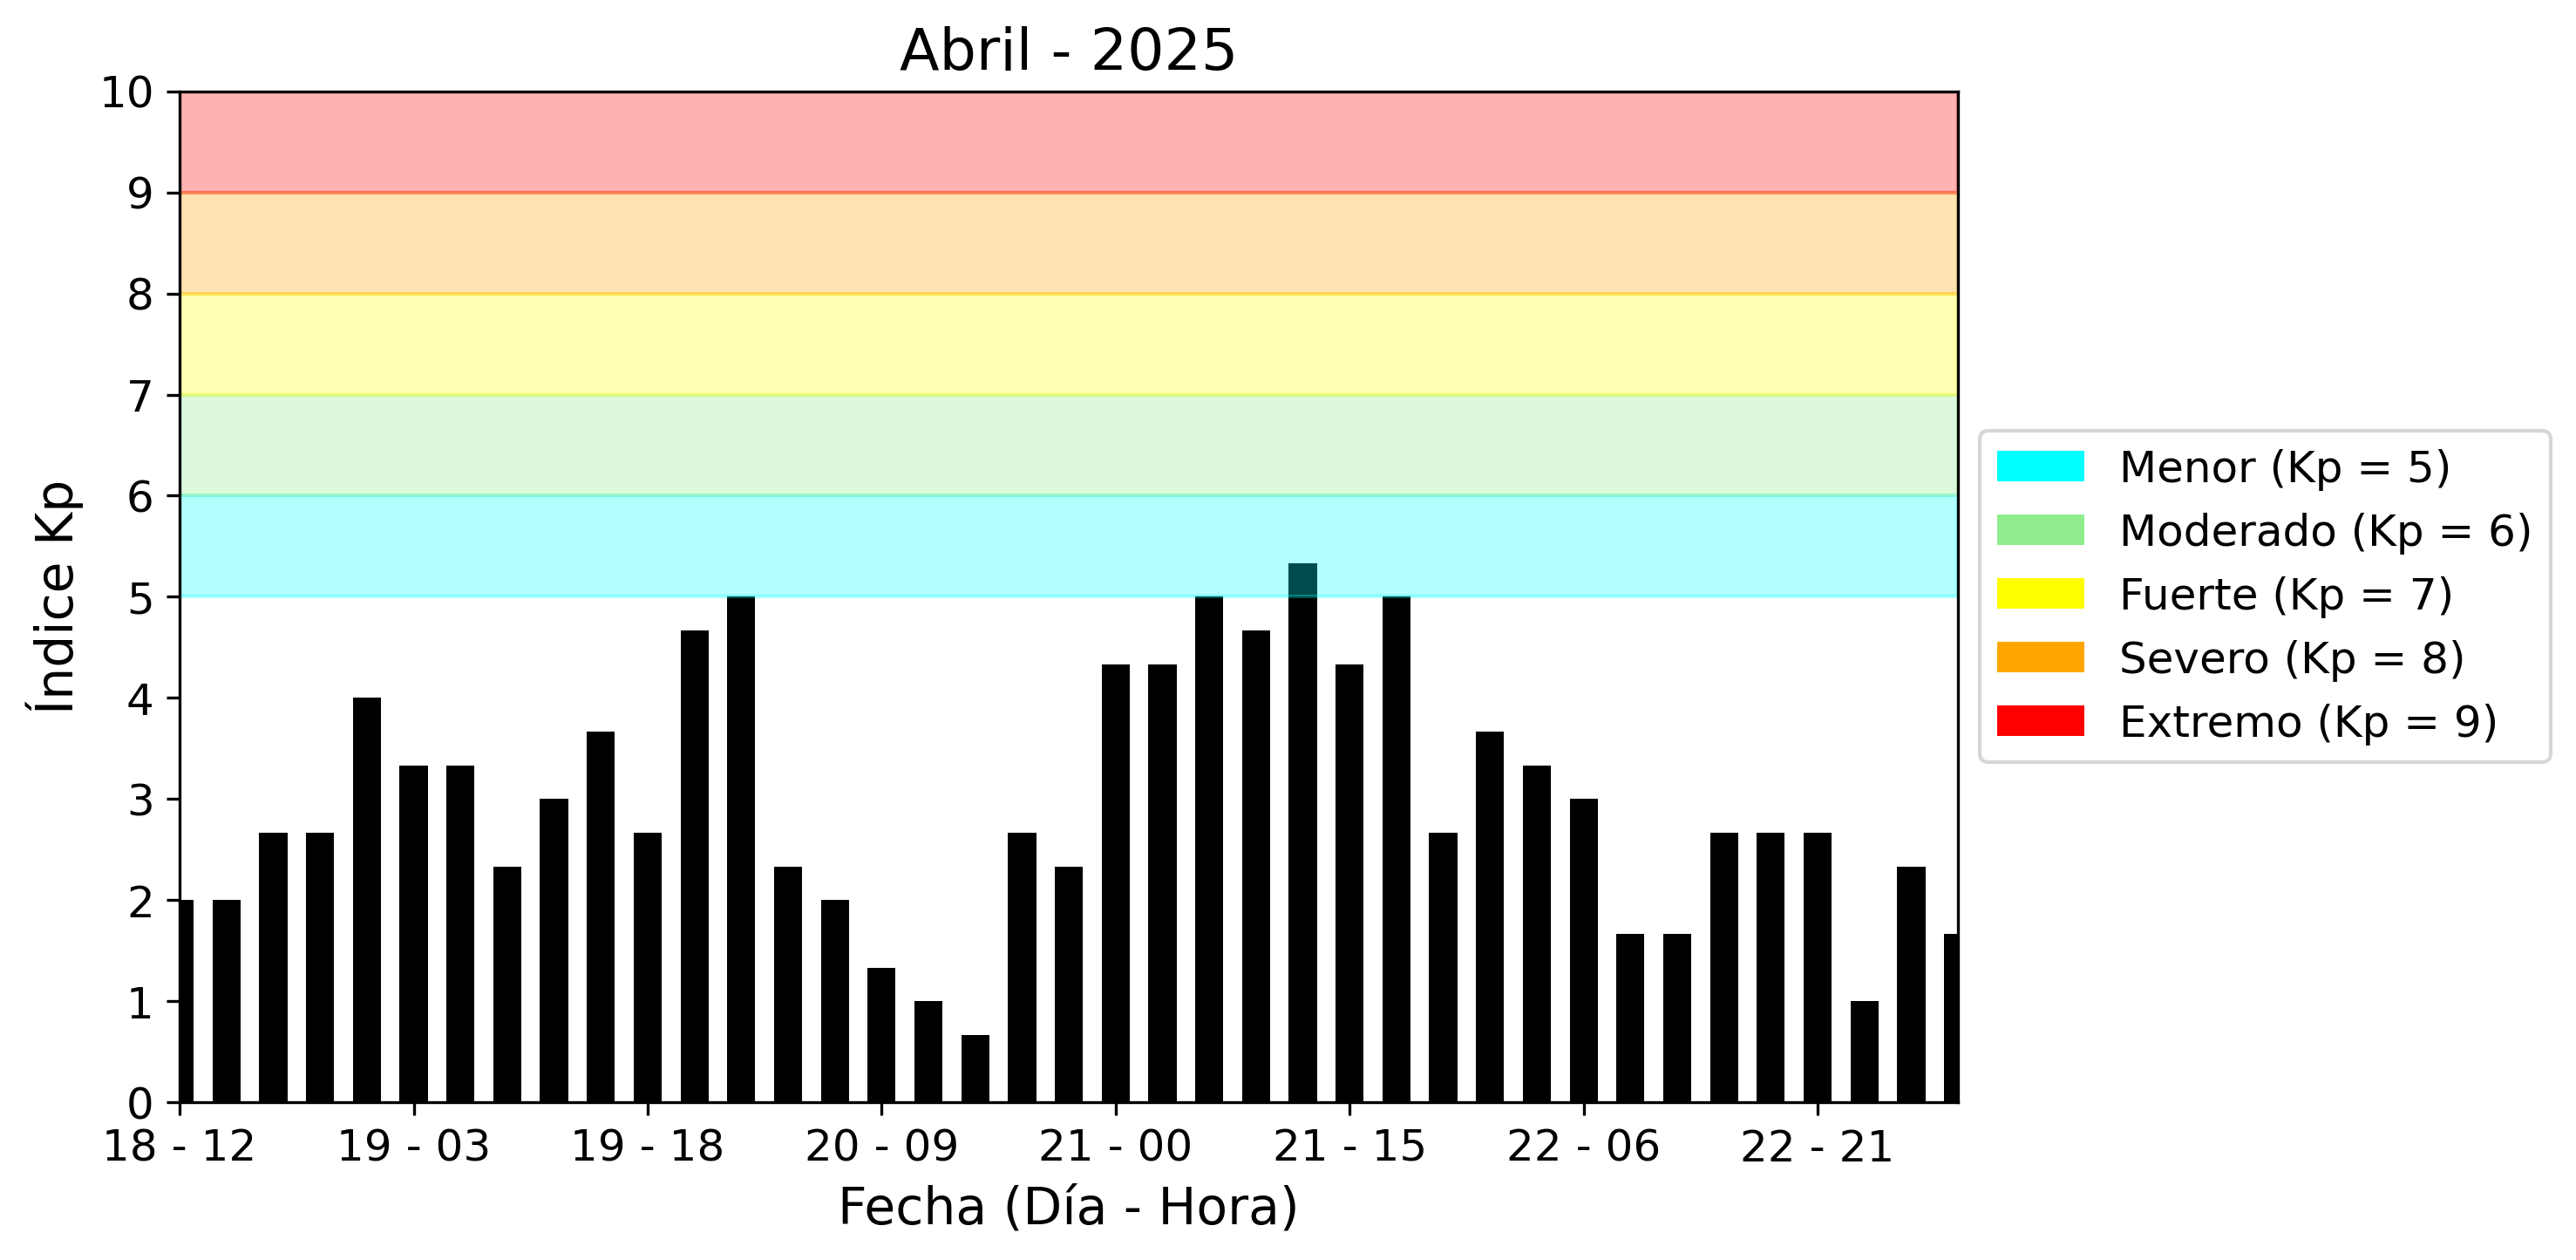 Abril - 2025
10
9
8
7
6
5
4
3
2
1
0
Índice Kp
18 - 12
19 - 03
19 - 18
20 - 09
21 - 00
21 - 15
22 - 06
22 - 21
Fecha (Día - Hora)
Menor (Kp = 5)
Moderado (Kp = 6)
Fuerte (Kp = 7)
Severo (Kp = 8)
Extremo (Kp = 9)